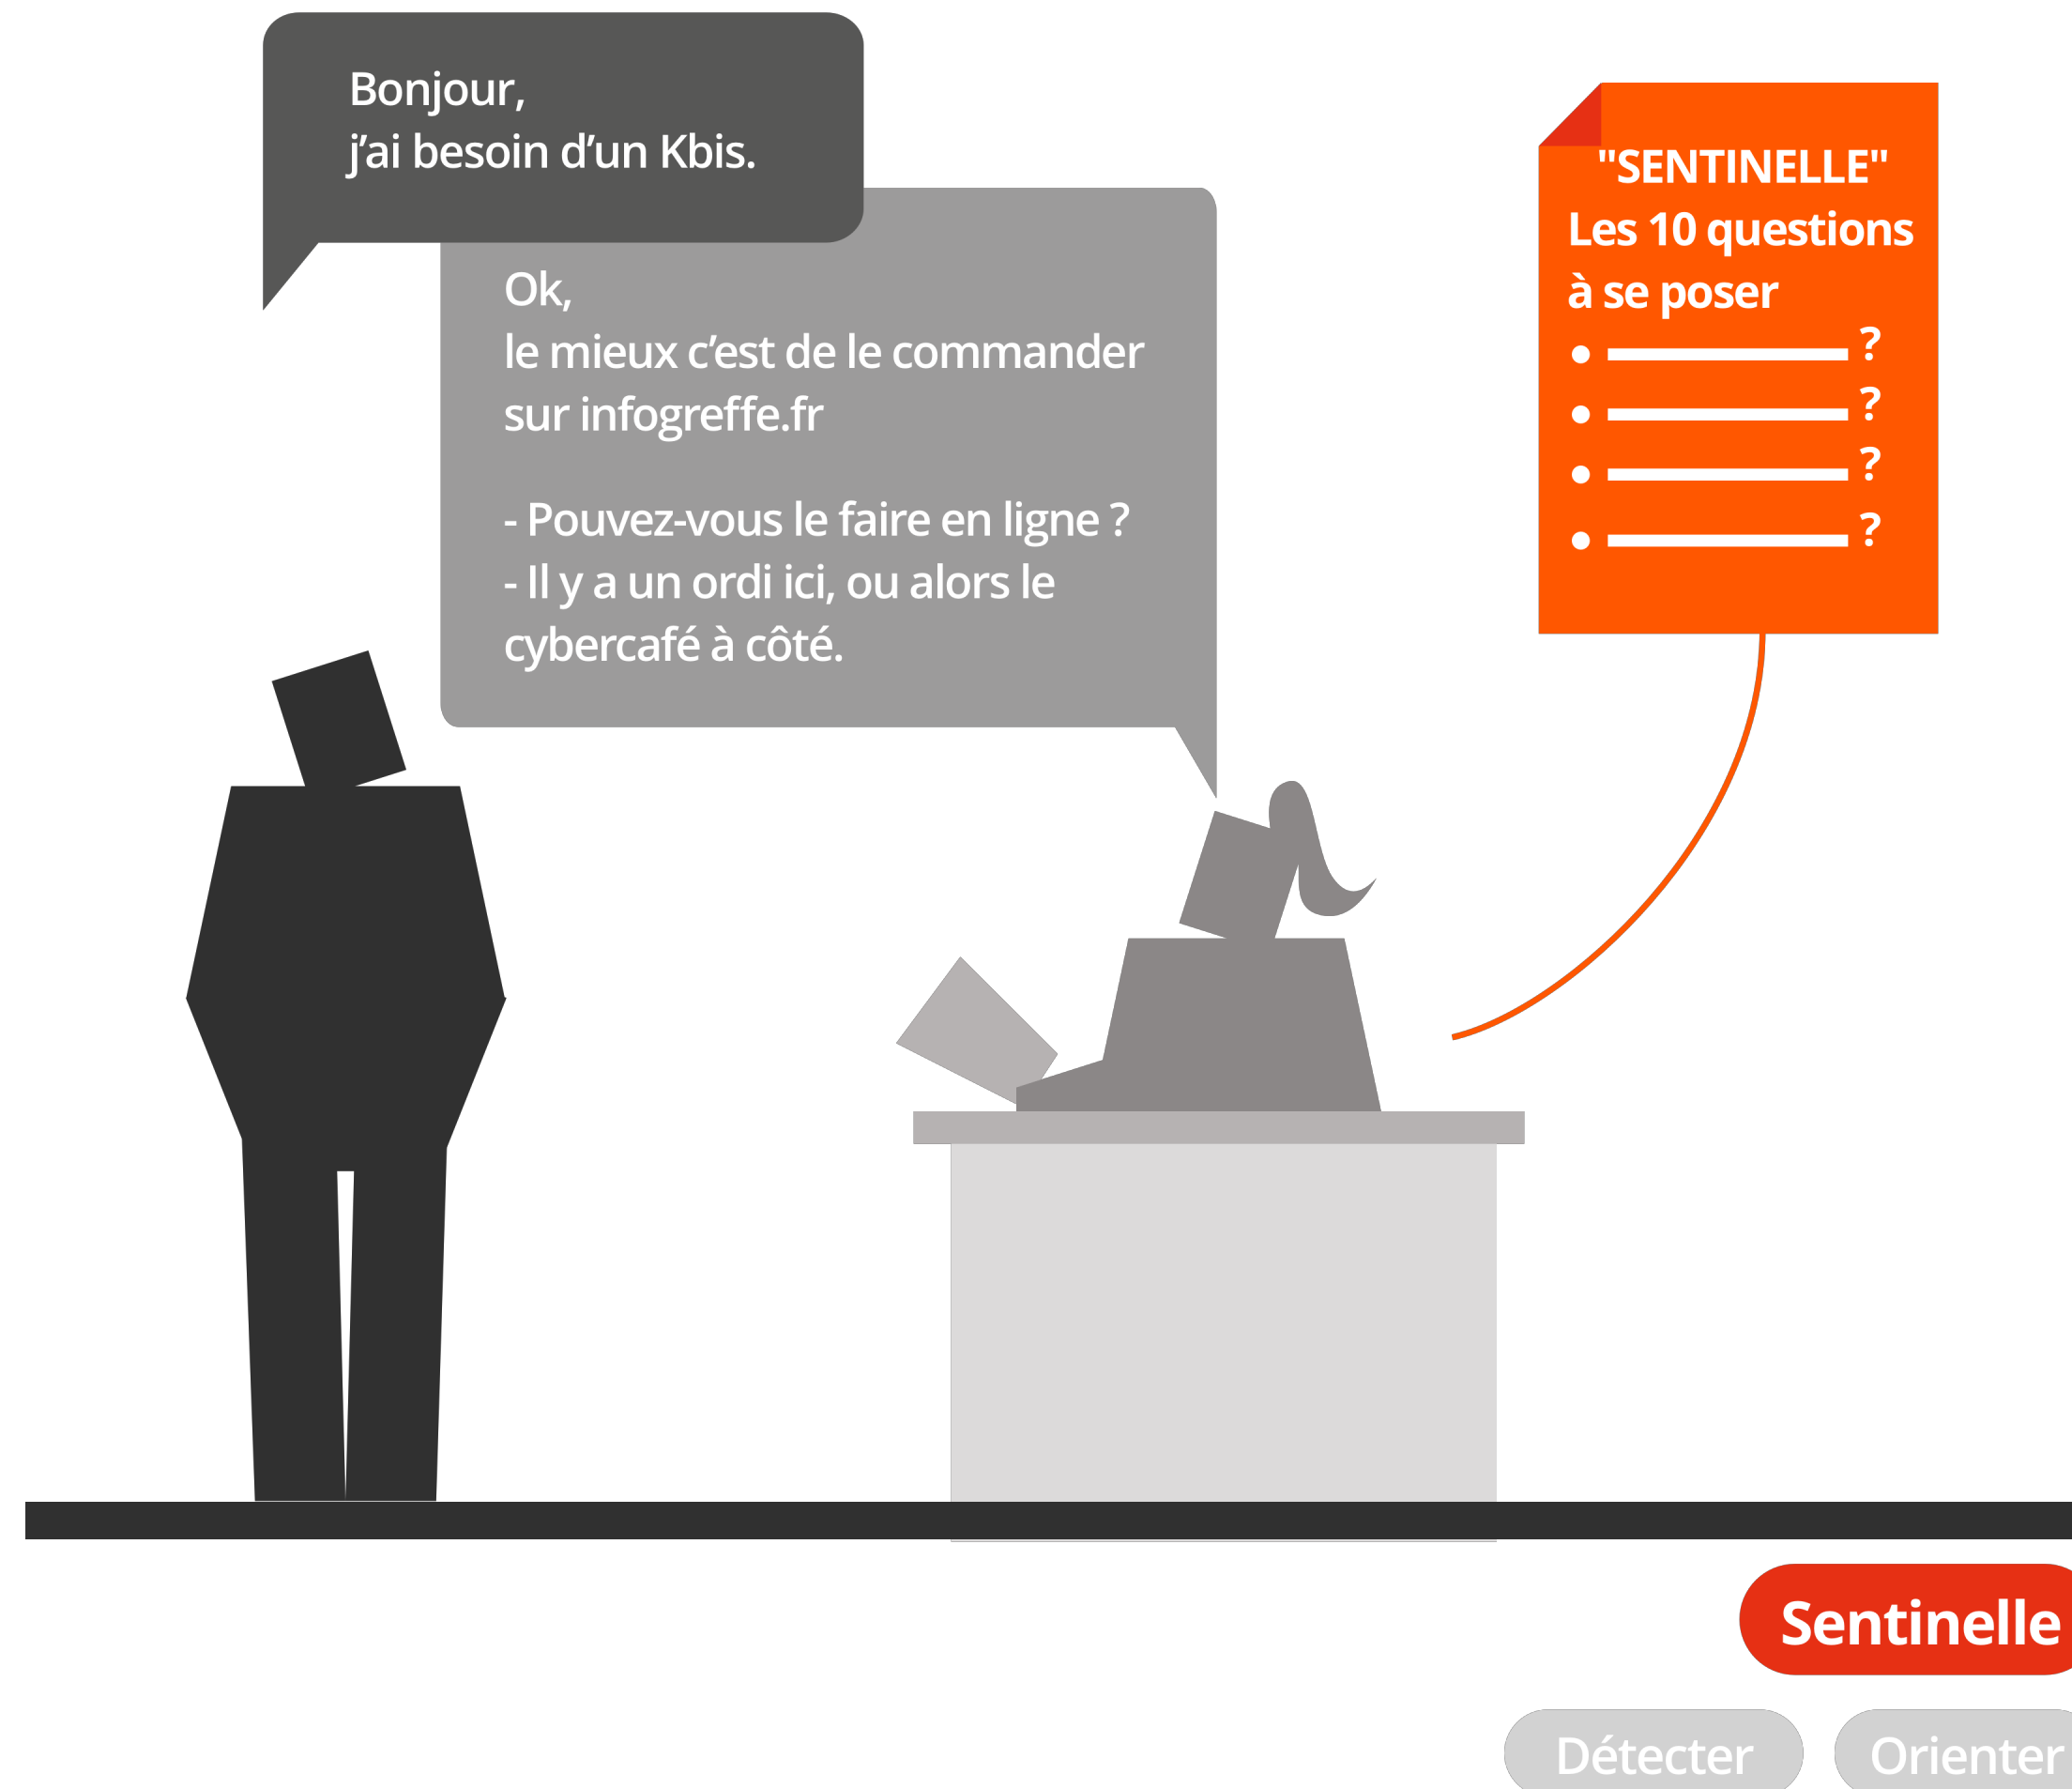 Bonjour,
j'ai besoin d'un Kbis.
Ok,
le mieux c'est de le commander
sur infogreffe.fr
- Pouvez-vous le faire en ligne ?
- Il y a un ordi ici, ou alors le
cybercafé à côté.
"SENTINELLE"
Les 10 questions
à se poser
?
?
?
?
Sentinelle
Détecter
Orienter